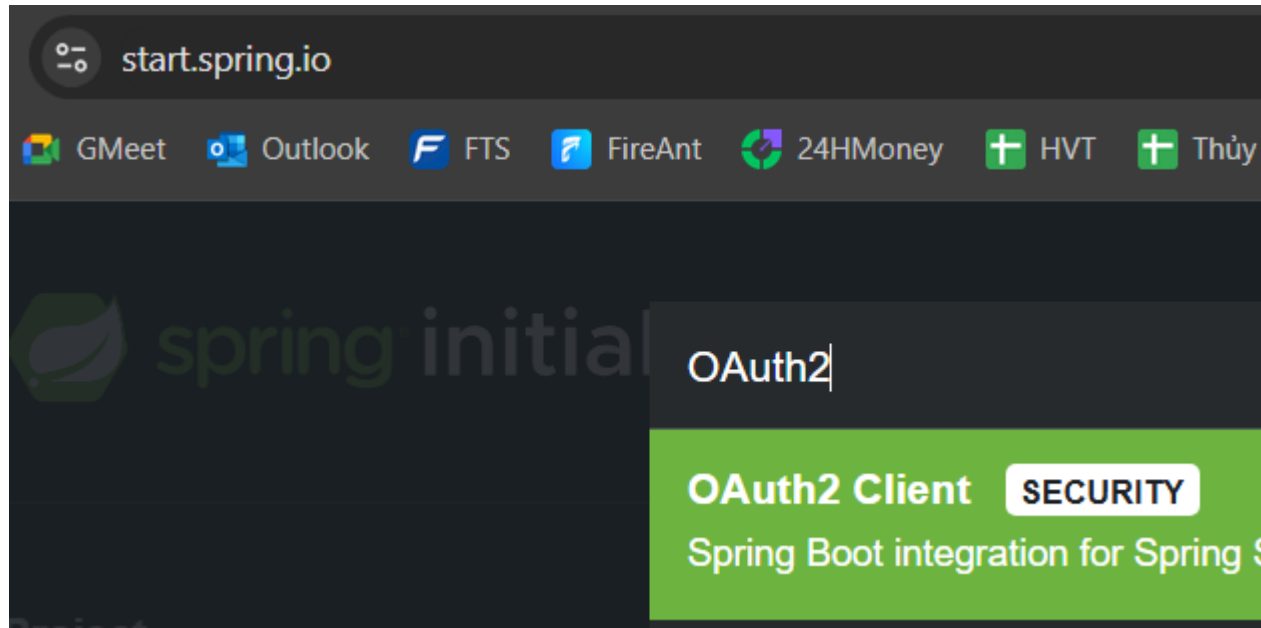 start.spring.io
GMeet Outlook FTS FireAnt 24HMoney HVT Thủy
spring initial
OAuth2
OAuth2 Client SECURITY
Spring Boot integration for Spring
Project